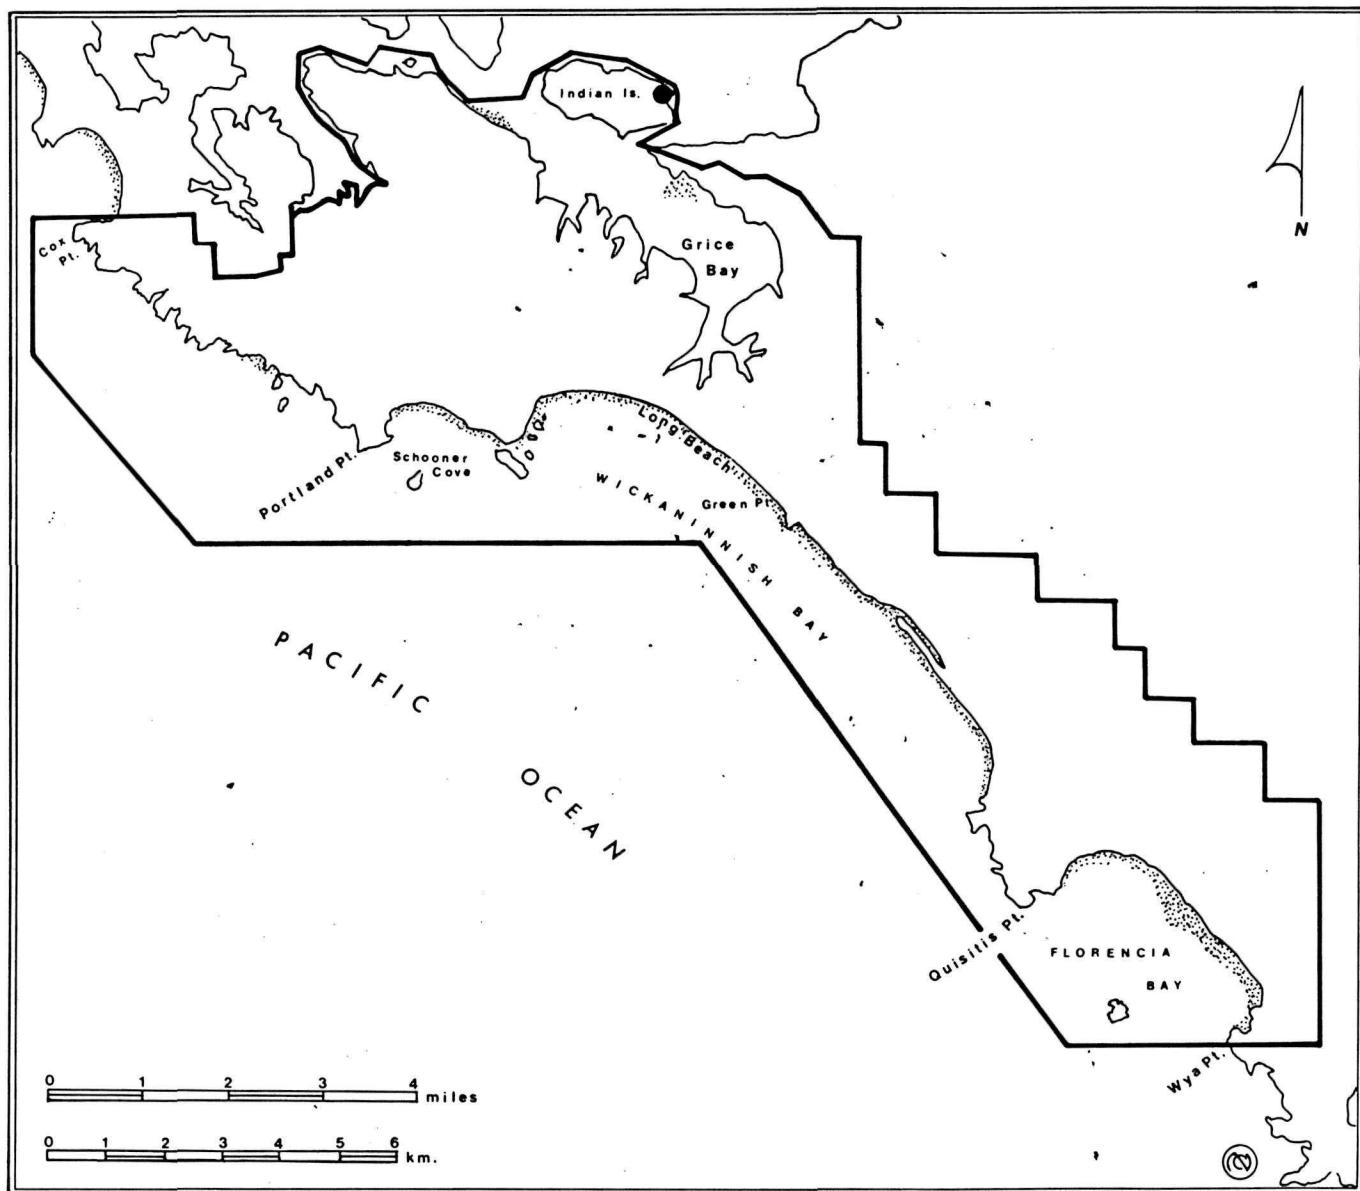 Indian Is.
N
Cox
Pt.
Grice
Bay
Long Beach
Schooner
Cove
Portland Pt.
Green Pt
WICKANINNISH BAY
PACIFIC
OCEAN
Quisitis Pt.
FLORENCIA
BAY
Wya Pt.
0 1 2 3 4
miles
0 1 2 3 4 5 6
km.